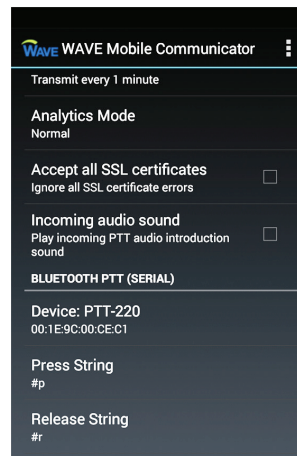 WAVE WAVE Mobile Communicator
Transmit every 1 minute
Analytics Mode
Normal
Accept all SSL certificates
Ignore all SSL certificate errors
Incoming audio sound
Play incoming PTT audio introduction
sound
BLUETOOTH PTT (SERIAL)
Device: PTT-220
00:1E:9C:00:CE:C1
Press String
#p
Release String
#r